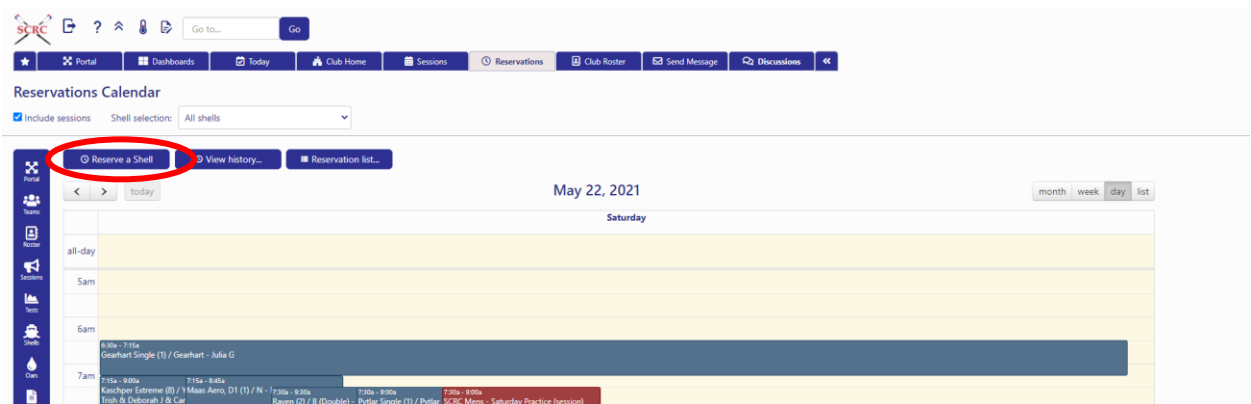 SCRC ? Go to... Go
Portal Dashboards Today Club Home Sessions Reservations Club Roster Send Message Discussions
Reservations Calendar
Include sessions Shell selection: All shells
Reserve a Shell View history... Reservation list...
Portal
Teams
Roster
Sessions
Tests
Shells
Oars
< > today May 22, 2021 month week day list
Saturday
all-day
5am
6am
6:30a - 7:15a
Gearhart Single (1) / Gearhart - Julia G
7am
7:15a - 9:00a 7:15a - 8:45a
Kaschper Extreme (8) / Y Maas Aero, D1 (1) / N - 7:30a - 9:30a 7:30a - 9:00a 7:30a - 9:00a
Trish & Deborah J & Car Raven (2) / B (Double) - Pytlar Single (1) / Pytlar SCRC Mens - Saturday Practice (session)